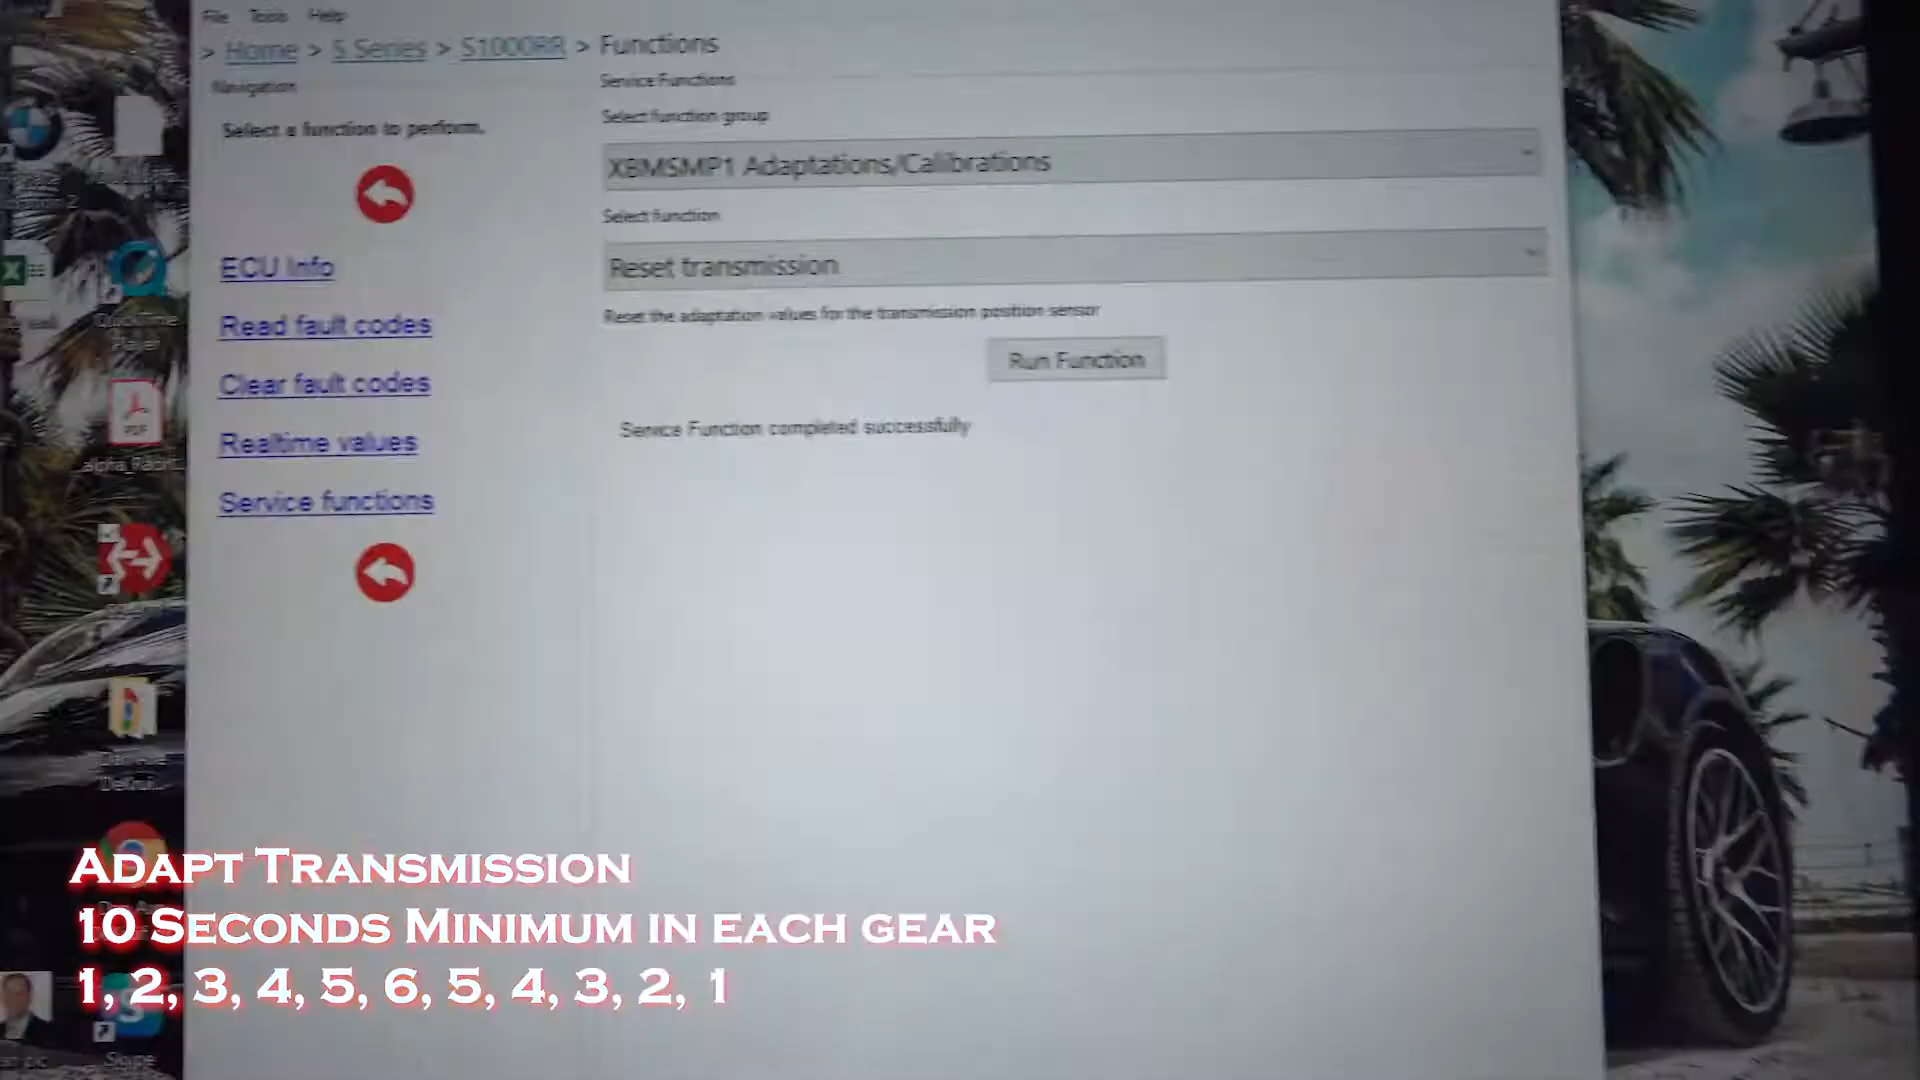 File Tools Help
> Home > S Series > S1000RR > Functions
Navigation
Select a function to perform.
ECU Info
Read fault codes
Clear fault codes
Realtime values
Service functions
Service Functions
Select function group
XBMSMP1 Adaptations/Calibrations
Select function
Reset transmission
Reset the adaptation values for the transmission position sensor
Run Function
Service Function completed successfully
PDF
Skype
Adapt Transmission
10 Seconds Minimum in each gear
1, 2, 3, 4, 5, 6, 5, 4, 3, 2, 1